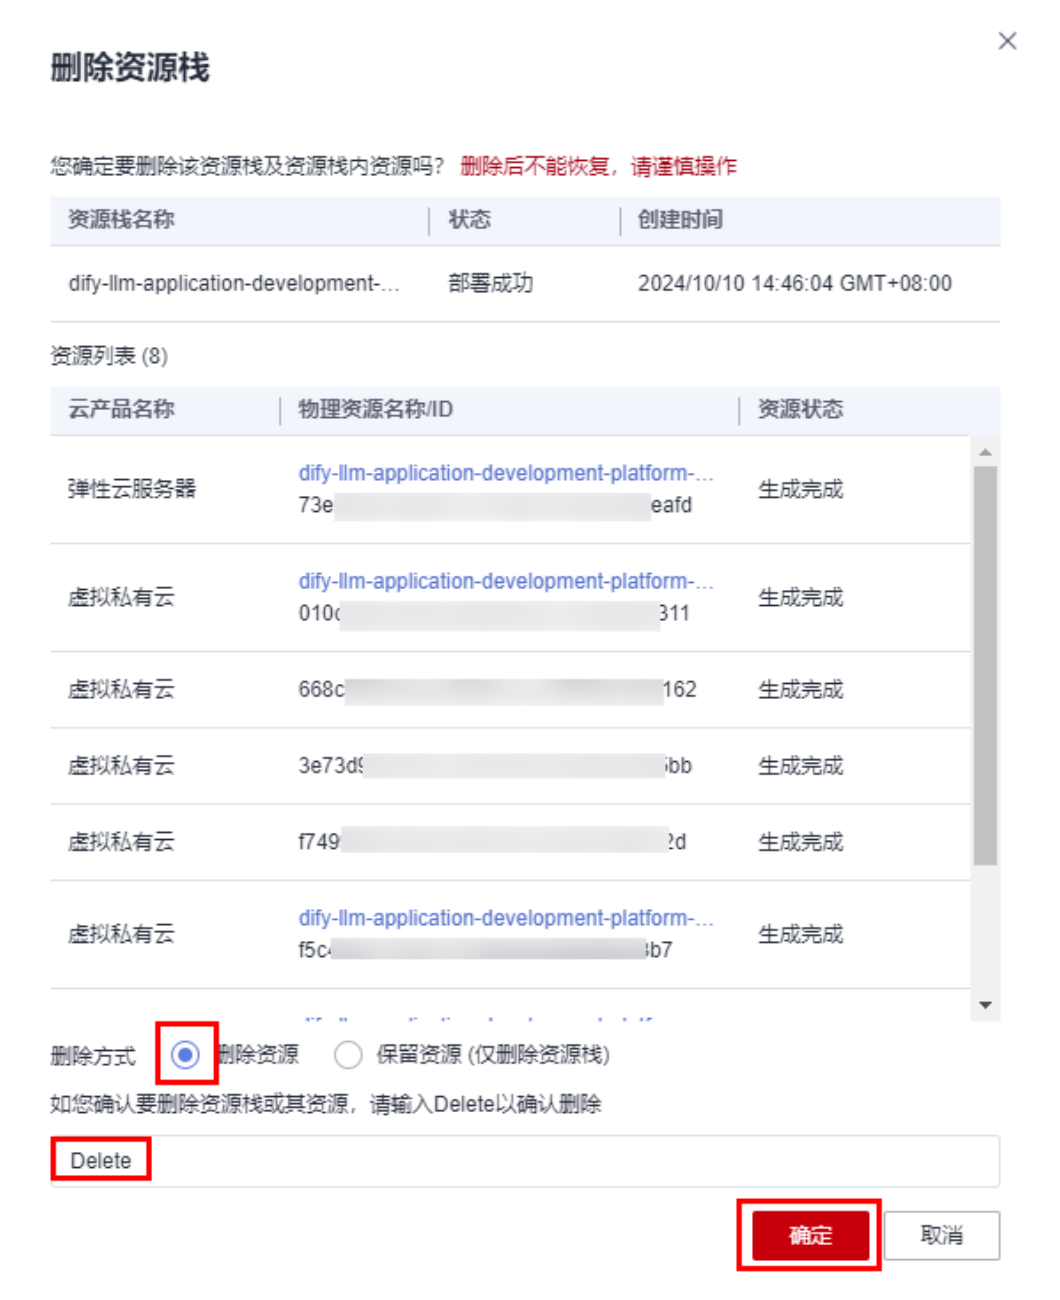 删除资源栈
您确定要删除该资源栈及资源栈内资源吗? 删除后不能恢复，请谨慎操作
资源栈名称 状态 创建时间
dify-llm-application-development-... 部署成功 2024/10/10 14:46:04 GMT+08:00
资源列表 (8)
云产品名称 物理资源名称/ID 资源状态
弹性云服务器 dify-llm-application-development-platform-... 生成完成
73e eafd
虚拟私有云 dify-llm-application-development-platform-... 生成完成
010 311
虚拟私有云 668c 162 生成完成
虚拟私有云 3e73d9 bb 生成完成
虚拟私有云 f749 2d 生成完成
虚拟私有云 dify-llm-application-development-platform-... 生成完成
f5c b7
删除方式 删除资源 保留资源 (仅删除资源栈)
如您确认要删除资源栈或其资源，请输入Delete以确认删除
Delete
确定 取消